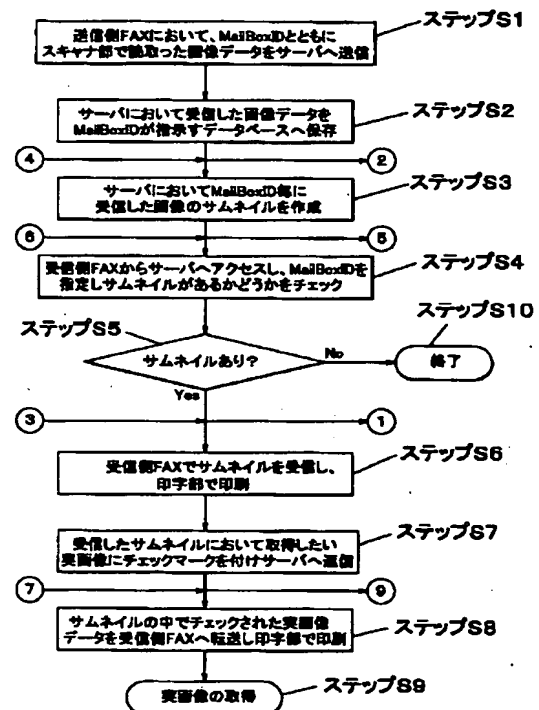 ステップS1
送信側FAXにおいて、MailBoxIDとともに
スキャナ部で読取った画像データをサーバへ送信
ステップS2
サーバにおいて受信した画像データを
MailBoxIDが指示すデータベースへ保存
④
②
ステップS3
サーバにおいてMailBoxID部に
受信した画像のサムネイルを作成
⑥
⑤
ステップS4
受信側FAXからサーバへアクセスし、MailBoxIDを
指定しサムネイルがあるかどうかをチェック
ステップS5
ステップS10
サムネイルあり?
No
終了
Yes
③
①
ステップS6
受信側FAXでサムネイルを受信し、
印字部で印刷
ステップS7
受信したサムネイルにおいて取得したい
実画像にチェックマークを付けサーバへ返信
⑦
⑨
ステップS8
サムネイルの中でチェックされた実画像
データを受信側FAXへ転送し印字部で印刷
ステップS9
実画像の取得